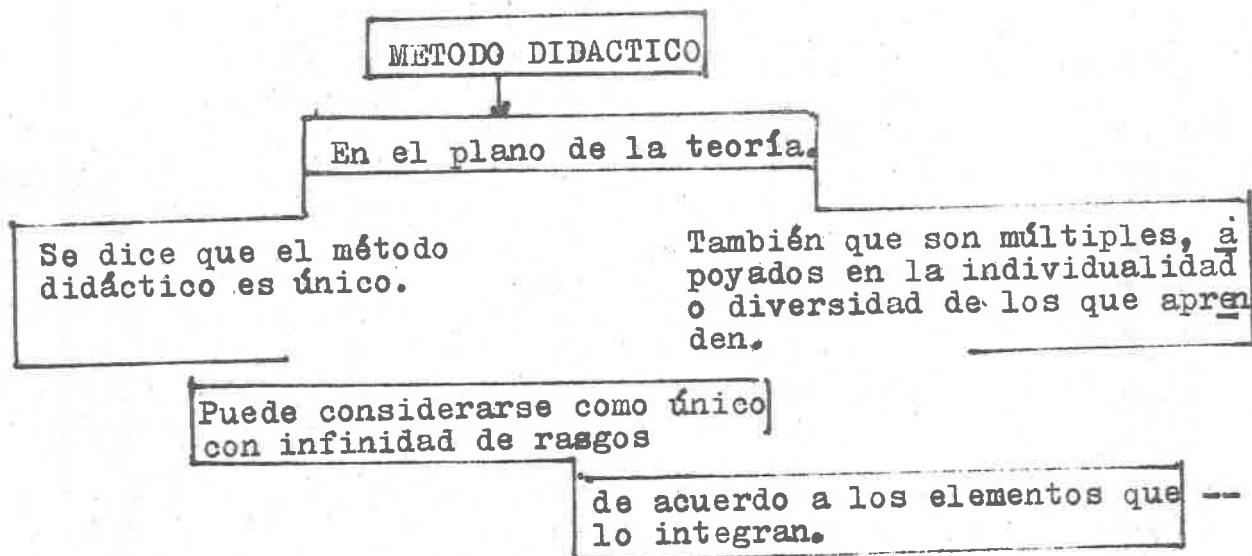 METODO DIDACTICO
En el plano de la teoría.
Se dice que el método
didáctico es único.
También que son múltiples, a
poyados en la individualidad
o diversidad de los que apren
den.
Puede considerarse como único
con infinidad de rasgos
de acuerdo a los elementos que --
lo integran.